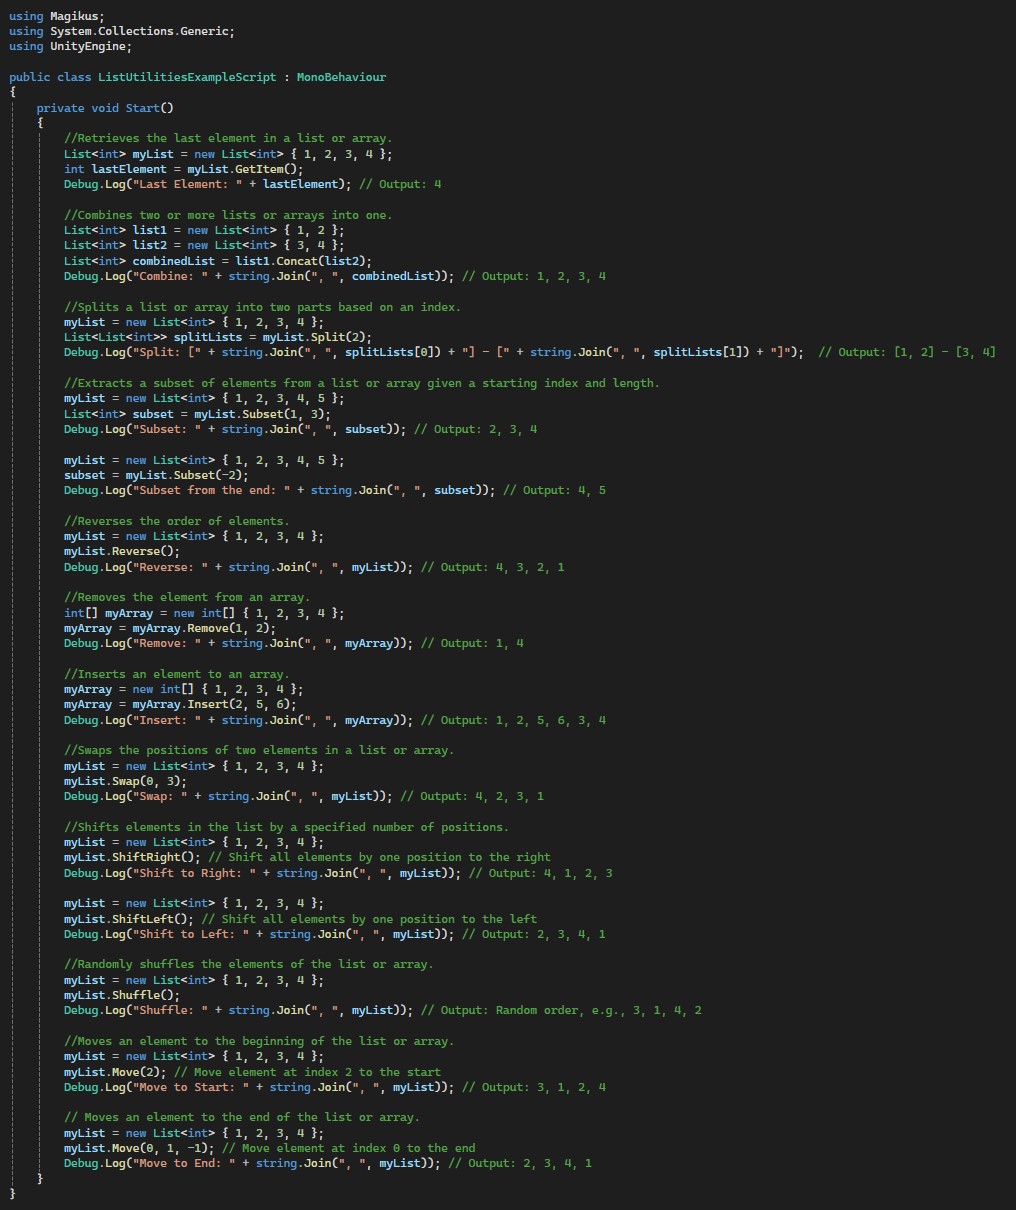 using Magikus;
using System.Collections.Generic;
using UnityEngine;

public class ListUtilitiesExampleScript : MonoBehaviour
{
    private void Start()
    {
        //Retrieves the last element in a list or array.
        List<int> myList = new List<int> { 1, 2, 3, 4 };
        int lastElement = myList.GetItem();
        Debug.Log("Last Element: " + lastElement); // Output: 4

        //Combines two or more lists or arrays into one.
        List<int> list1 = new List<int> { 1, 2 };
        List<int> list2 = new List<int> { 3, 4 };
        List<int> combinedList = list1.Concat(list2);
        Debug.Log("Combine: " + string.Join(", ", combinedList)); // Output: 1, 2, 3, 4

        //Splits a list or array into two parts based on an index.
        myList = new List<int> { 1, 2, 3, 4 };
        List<List<int>> splitLists = myList.Split(2);
        Debug.Log("Split: [" + string.Join(", ", splitLists[0]) + "] - [" + string.Join(", ", splitLists[1]) + "]");  // Output: [1, 2] - [3, 4]

        //Extracts a subset of elements from a list or array given a starting index and length.
        myList = new List<int> { 1, 2, 3, 4, 5 };
        List<int> subset = myList.Subset(1, 3);
        Debug.Log("Subset: " + string.Join(", ", subset)); // Output: 2, 3, 4

        myList = new List<int> { 1, 2, 3, 4, 5 };
        subset = myList.Subset(-2);
        Debug.Log("Subset from the end: " + string.Join(", ", subset)); // Output: 4, 5

        //Reverses the order of elements.
        myList = new List<int> { 1, 2, 3, 4 };
        myList.Reverse();
        Debug.Log("Reverse: " + string.Join(", ", myList)); // Output: 4, 3, 2, 1

        //Removes the element from an array.
        int[] myArray = new int[] { 1, 2, 3, 4 };
        myArray = myArray.Remove(1, 2);
        Debug.Log("Remove: " + string.Join(", ", myArray)); // Output: 1, 4

        //Inserts an element to an array.
        myArray = new int[] { 1, 2, 3, 4 };
        myArray = myArray.Insert(2, 5, 6);
        Debug.Log("Insert: " + string.Join(", ", myArray)); // Output: 1, 2, 5, 6, 3, 4

        //Swaps the positions of two elements in a list or array.
        myList = new List<int> { 1, 2, 3, 4 };
        myList.Swap(0, 3);
        Debug.Log("Swap: " + string.Join(", ", myList)); // Output: 4, 2, 3, 1

        //Shifts elements in the list by a specified number of positions.
        myList = new List<int> { 1, 2, 3, 4 };
        myList.ShiftRight(); // Shift all elements by one position to the right
        Debug.Log("Shift to Right: " + string.Join(", ", myList)); // Output: 4, 1, 2, 3

        myList = new List<int> { 1, 2, 3, 4 };
        myList.ShiftLeft(); // Shift all elements by one position to the left
        Debug.Log("Shift to Left: " + string.Join(", ", myList)); // Output: 2, 3, 4, 1

        //Randomly shuffles the elements of the list or array.
        myList = new List<int> { 1, 2, 3, 4 };
        myList.Shuffle();
        Debug.Log("Shuffle: " + string.Join(", ", myList)); // Output: Random order, e.g., 3, 1, 4, 2

        //Moves an element to the beginning of the list or array.
        myList = new List<int> { 1, 2, 3, 4 };
        myList.Move(2); // Move element at index 2 to the start
        Debug.Log("Move to Start: " + string.Join(", ", myList)); // Output: 3, 1, 2, 4

        // Moves an element to the end of the list or array.
        myList = new List<int> { 1, 2, 3, 4 };
        myList.Move(0, 1, -1); // Move element at index 0 to the end
        Debug.Log("Move to End: " + string.Join(", ", myList)); // Output: 2, 3, 4, 1
    }
}